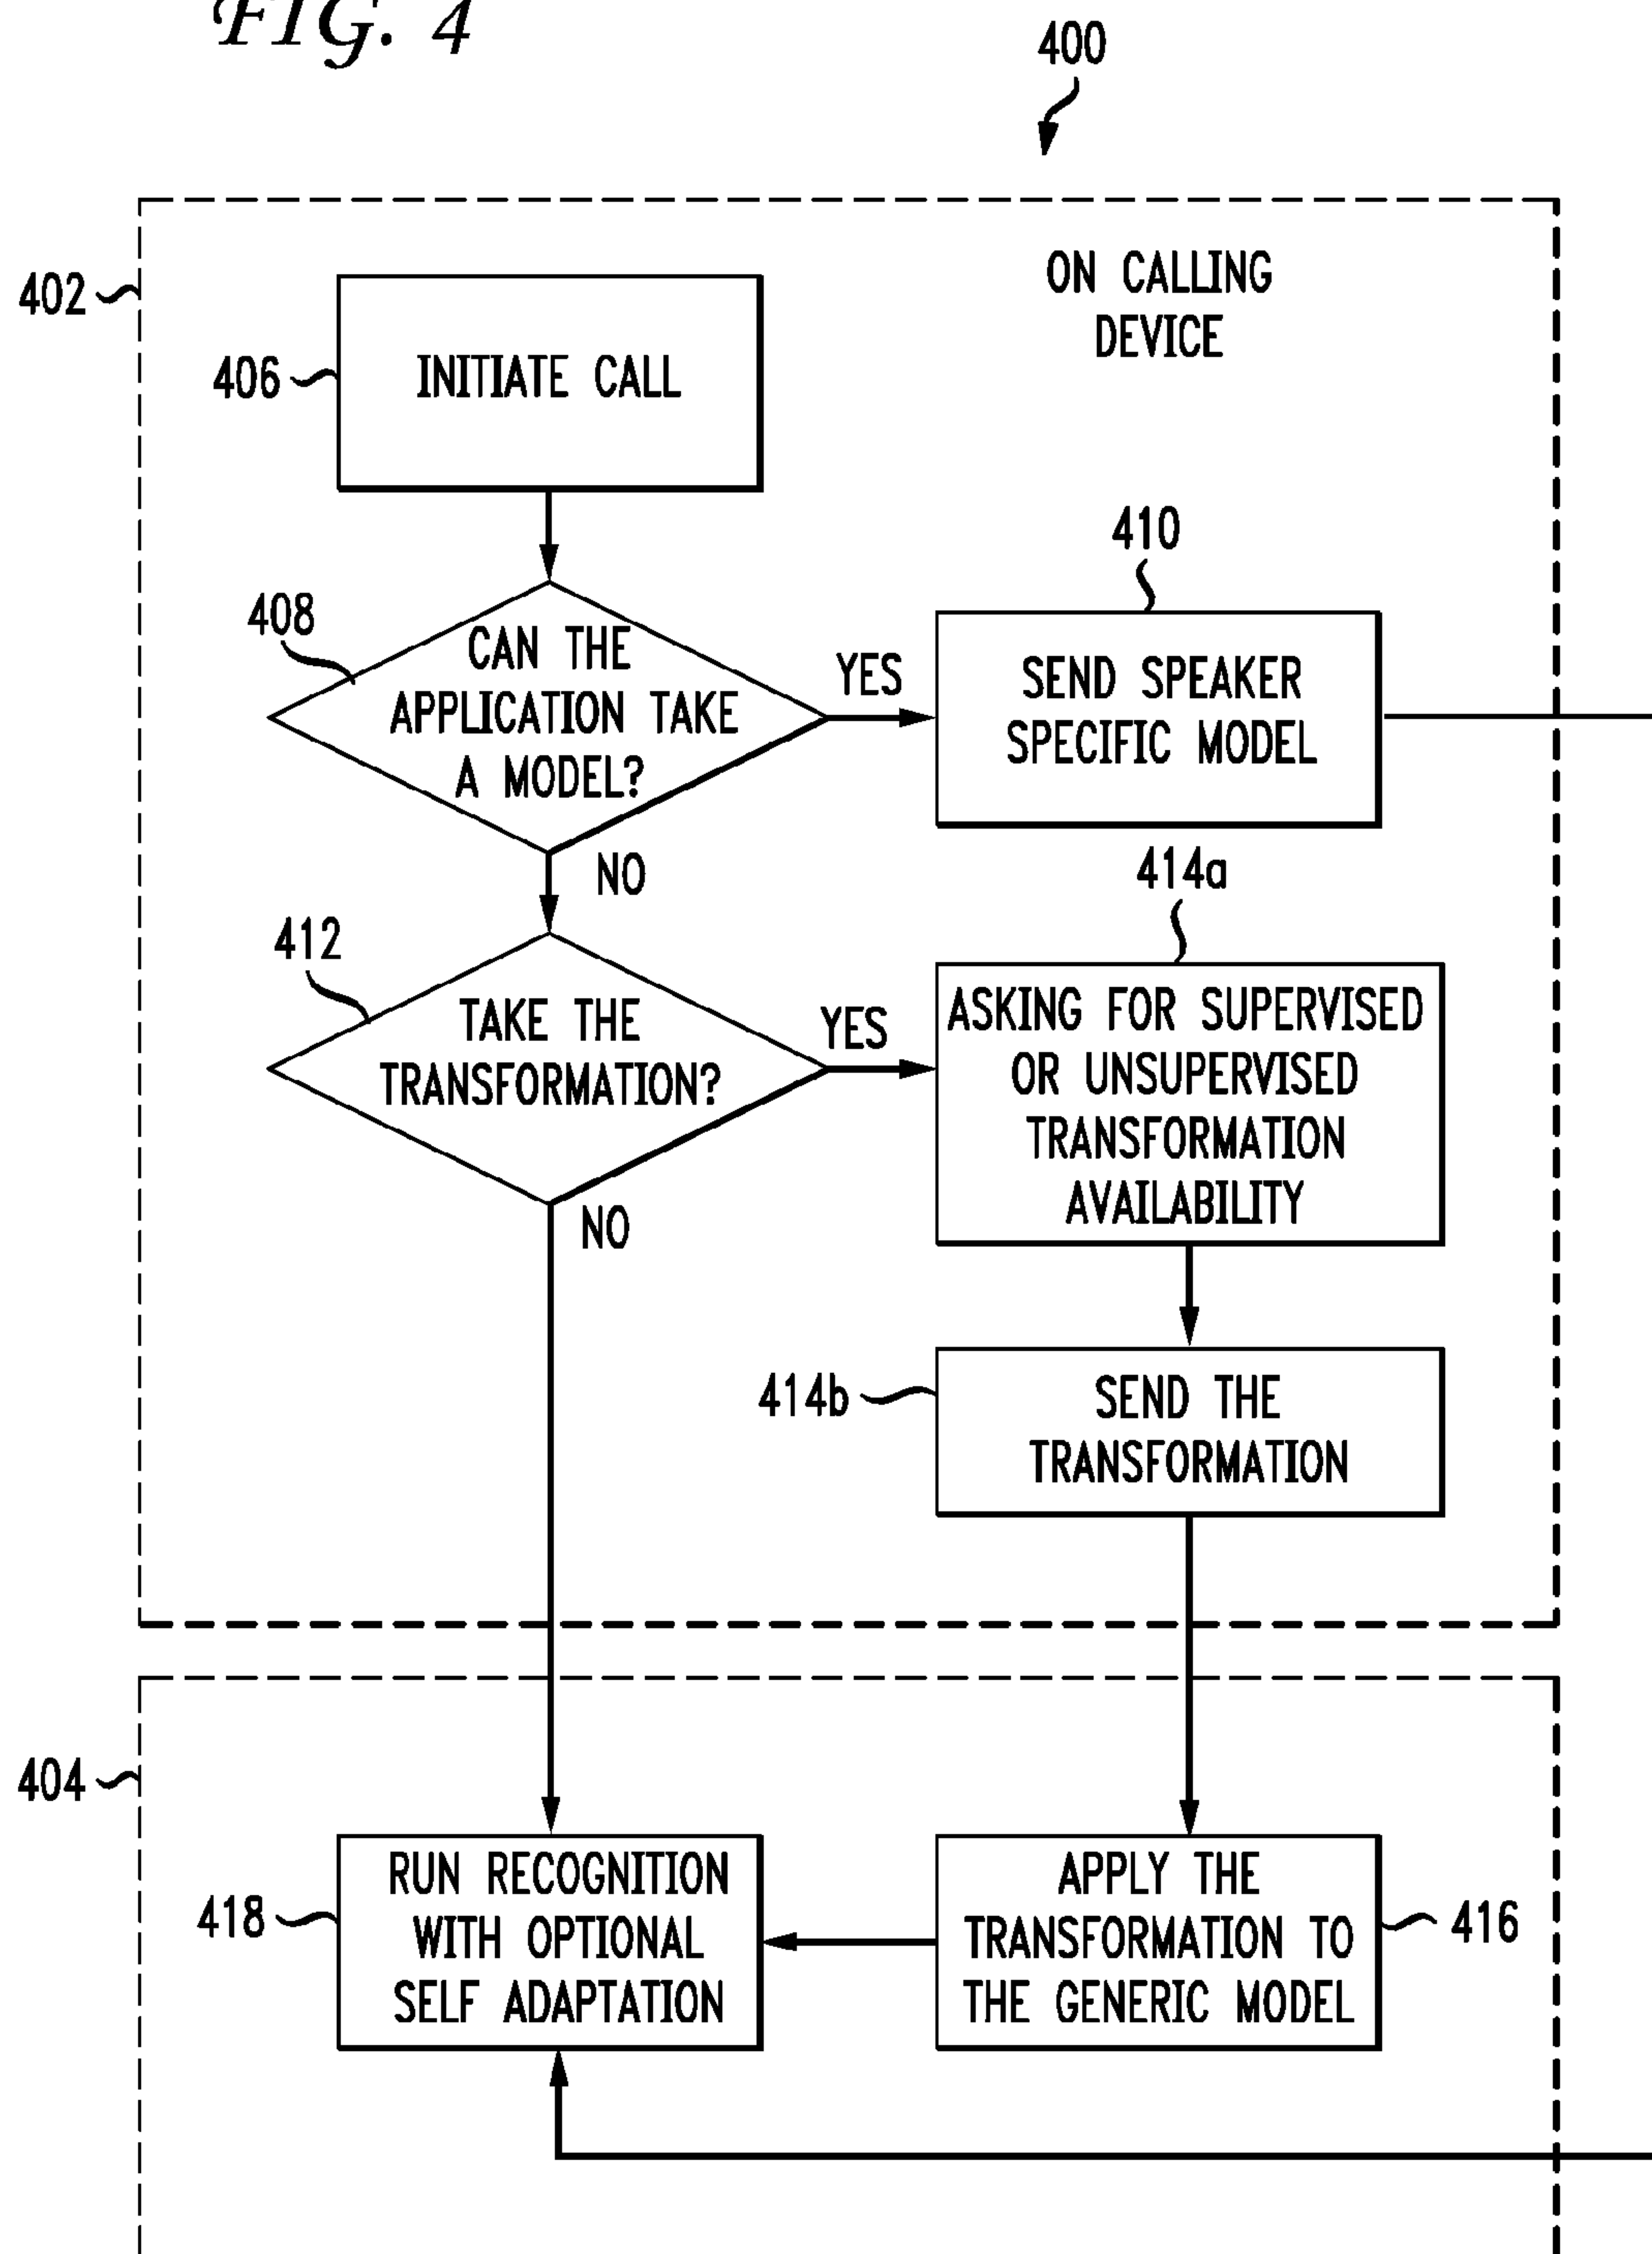 FIG. 4
400
402
ON CALLING
DEVICE
406
INITIATE CALL
410
408
CAN THE
APPLICATION TAKE
A MODEL?
YES
SEND SPEAKER
SPECIFIC MODEL
NO
414a
412
TAKE THE
TRANSFORMATION?
YES
ASKING FOR SUPERVISED
OR UNSUPERVISED
TRANSFORMATION
AVAILABILITY
NO
414b
SEND THE
TRANSFORMATION
404
418
RUN RECOGNITION
WITH OPTIONAL
SELF ADAPTATION
APPLY THE
TRANSFORMATION TO
THE GENERIC MODEL
416